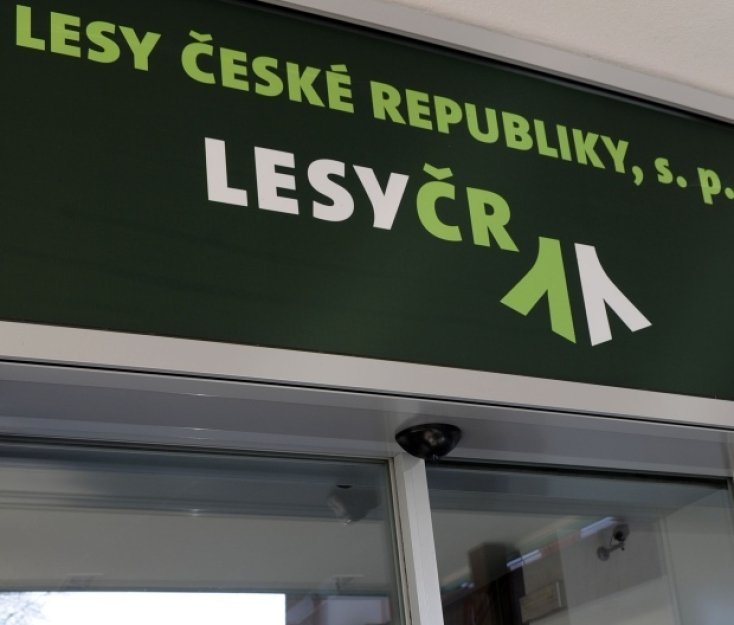 LESY ČESKÉ REPUBLIKY, s. p.
LESYČR